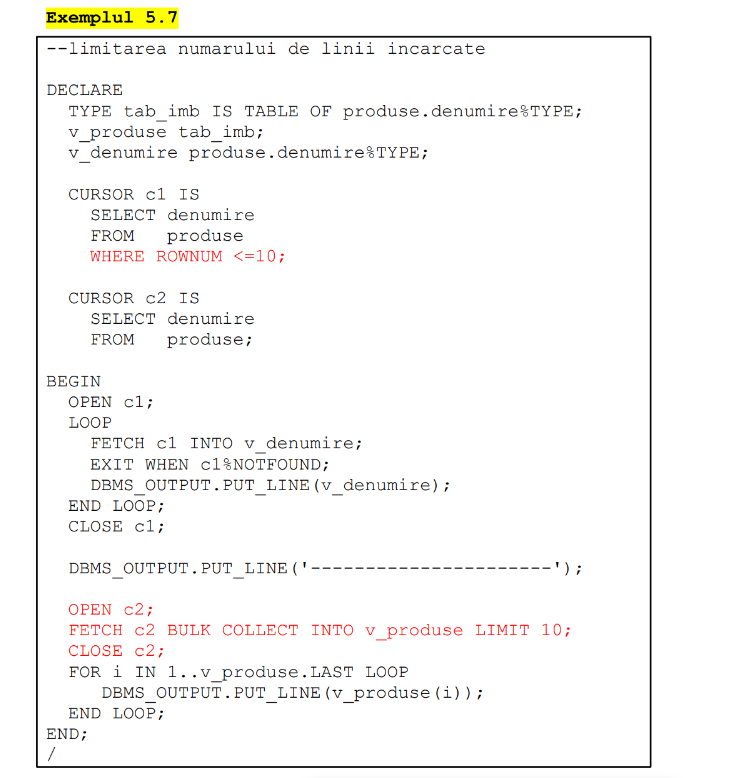 Exemplul 5.7
--limitarea numarului de linii incarcate
DECLARE
TYPE tab_imb IS TABLE OF produse.denumire%TYPE;
v_produse tab_imb;
v_denumire produse.denumire%TYPE;
CURSOR c1 IS
SELECT denumire
FROM produse
WHERE ROWNUM <=10;
CURSOR c2 IS
SELECT denumire
FROM produse;
BEGIN
OPEN c1;
LOOP
FETCH c1 INTO v_denumire;
EXIT WHEN c1%NOTFOUND;
DBMS_OUTPUT.PUT_LINE(v_denumire);
END LOOP;
CLOSE c1;
DBMS_OUTPUT.PUT_LINE('----------------------');
OPEN c2;
FETCH c2 BULK COLLECT INTO v_produse LIMIT 10;
CLOSE c2;
FOR i IN 1..v_produse.LAST LOOP
DBMS_OUTPUT.PUT_LINE(v_produse(i));
END LOOP;
END;
/